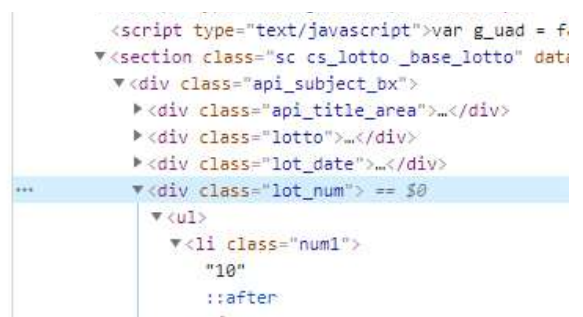 <script type="text/javascript">var g_uad = fa
▼<section class="sc cs_lotto _base_lotto" data
▼<div class="api_subject_bx">
▶<div class="api_title_area">…</div>
▶<div class="lotto">…</div>
▶<div class="lot_date">…</div>
… ▼<div class="lot_num"> == $0
▼<ul>
▼<li class="num1">
"10"
::after